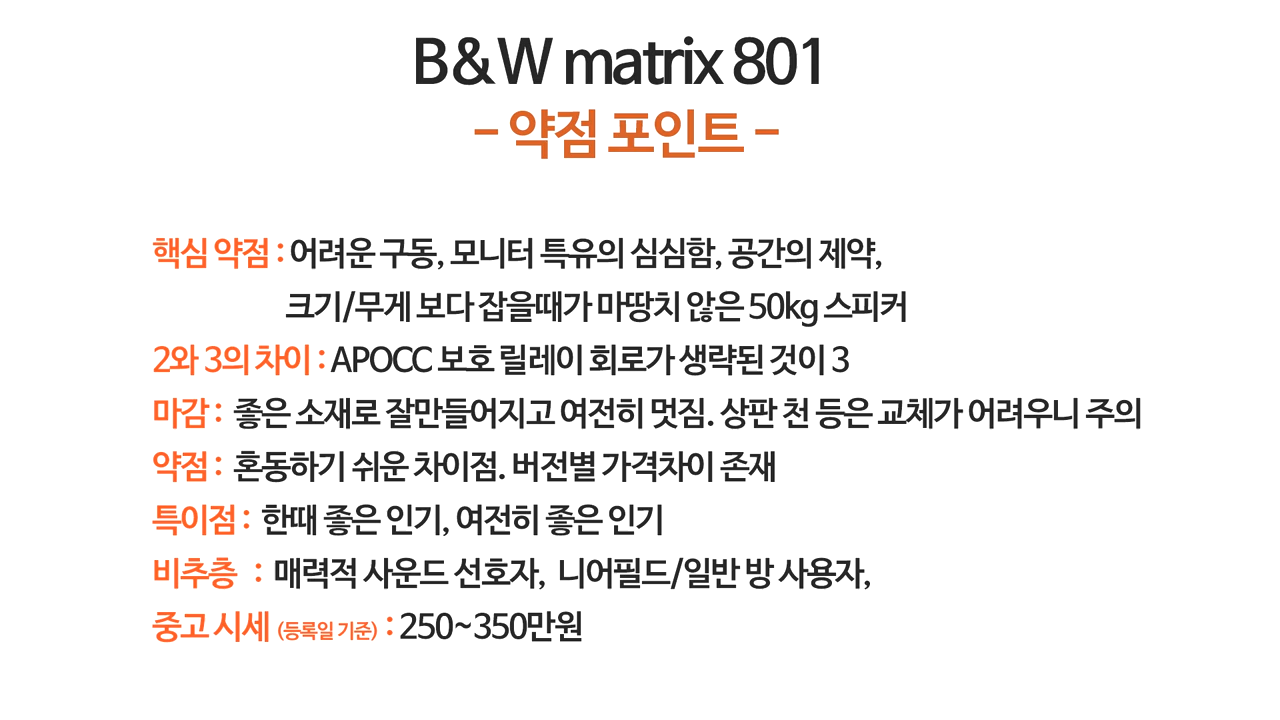 B&W matrix 801
- 약점 포인트 -
핵심 약점 : 어려운 구동, 모니터 특유의 심심함, 공간의 제약,
크기/무게 보다 잡을때가 마땅치 않은 50kg 스피커
2와 3의 차이 : APOCC 보호 릴레이 회로가 생략된 것이 3
마감 : 좋은 소재로 잘만들어지고 여전히 멋짐. 상판 천 등은 교체가 어려우니 주의
약점 : 혼동하기 쉬운 차이점. 버전별 가격차이 존재
특이점 : 한때 좋은 인기, 여전히 좋은 인기
비추층 : 매력적 사운드 선호자, 니어필드/일반 방 사용자,
중고 시세 (등록일 기준) : 250~350만원